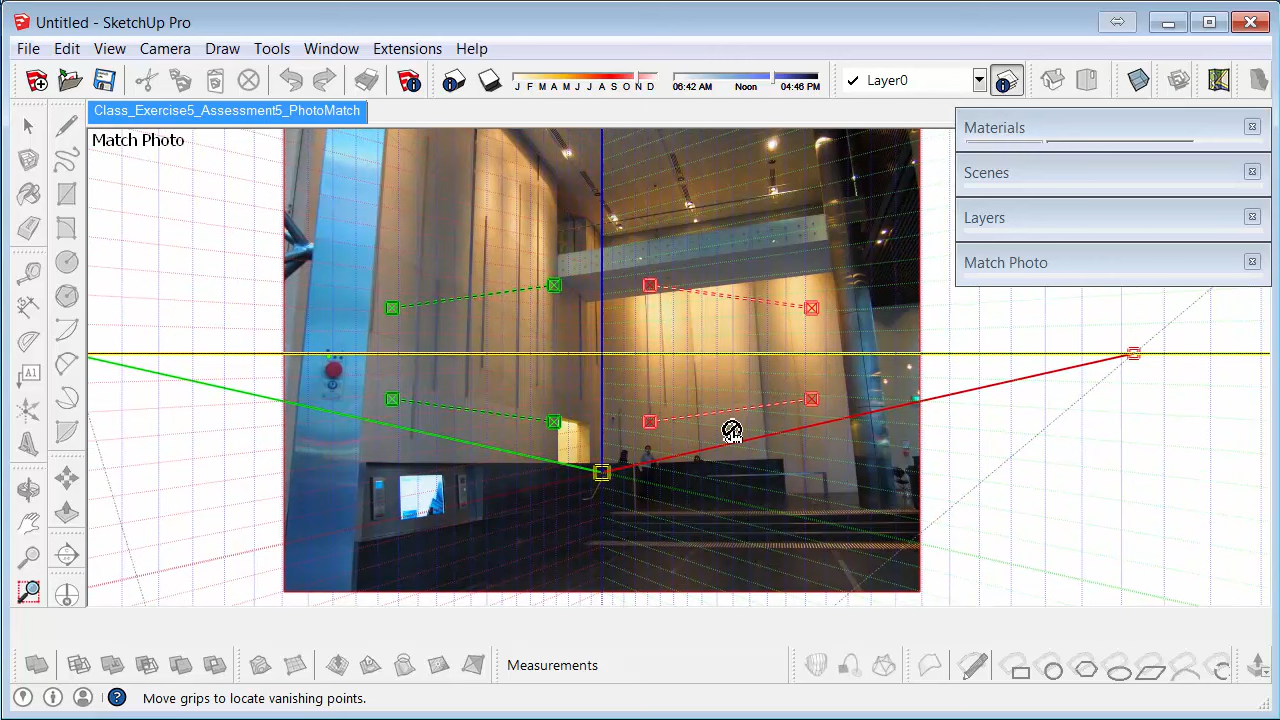 Untitled - SketchUp Pro
File Edit View Camera Draw Tools Window Extensions Help
J F M A M J J A S O N D
06:42 AM Noon 04:46 PM
Layer0
Class_Exercise5_Assessment5_PhotoMatch
Match Photo
Materials
Scenes
Layers
Match Photo
A1
Measurements
Move grips to locate vanishing points.